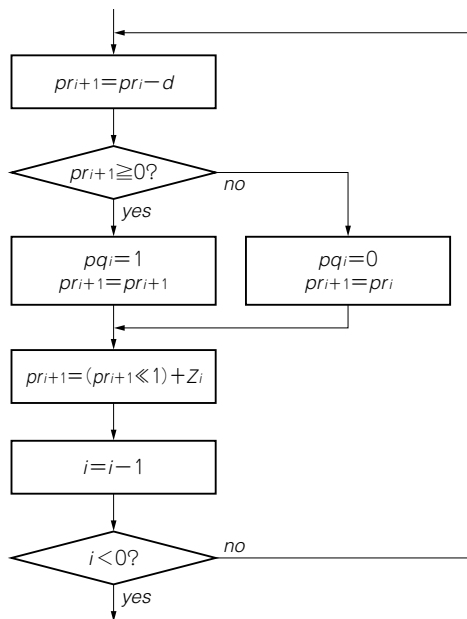 pri+1=pri−d
pri+1≧0?
no
yes
pqi=1
pri+1=pri+1
pqi=0
pri+1=pri
pri+1=(pri+1≪1)+Zi
i=i−1
i<0?
no
yes